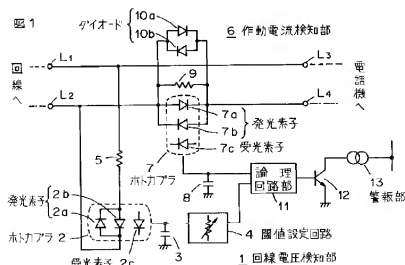 図1
ダイオード
10a
10b
6 作動電流検知部
L1
L3
回線へ
9
電話機へ
L2
L4
7a
7b
発光素子
7c 受光素子
7
ホトカプラ
5
8
論理回路部
11
12
13
警報部
発光素子
2b
2a
ホトカプラ 2
3
4 閾値設定回路
受光素子 2c
1 回線電圧検知部